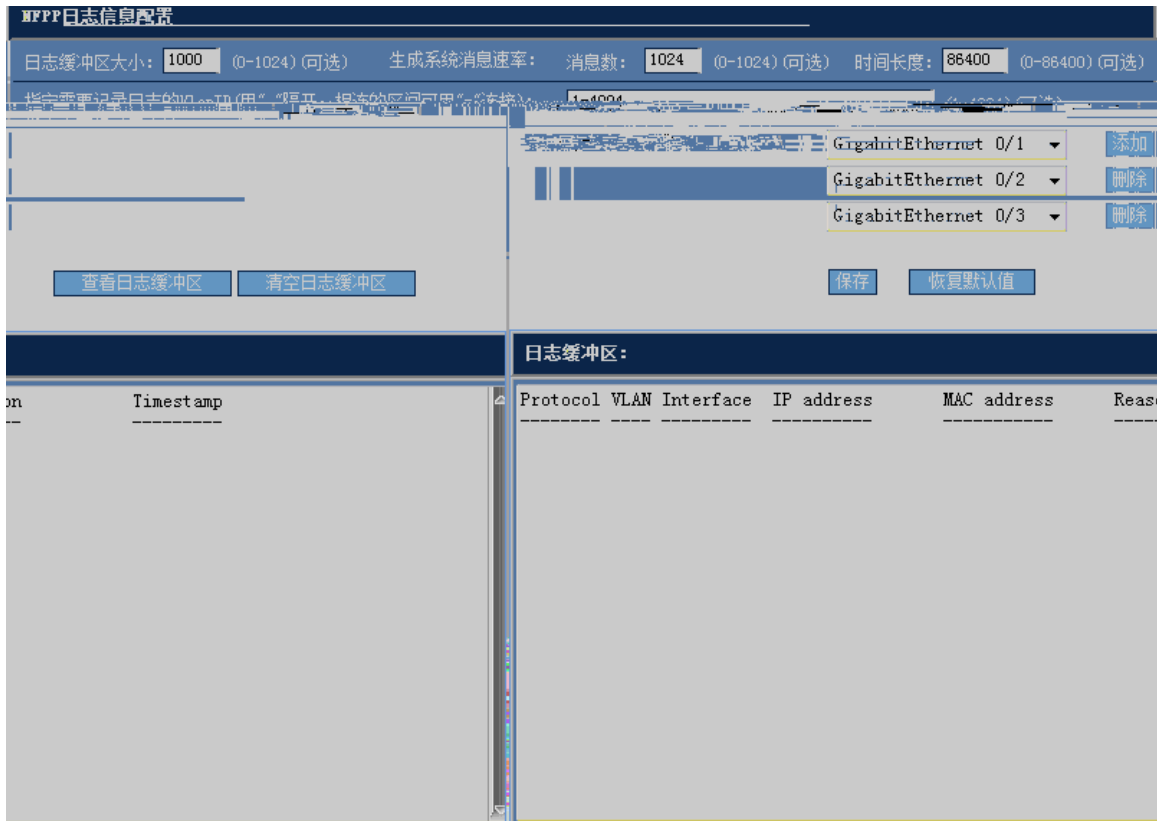 NFPP日志信息配置
日志缓冲区大小: 1000 (0-1024)(可选) 生成系统消息速率: 消息数: 1024 (0-1024)(可选) 时间长度: 86400 (0-86400)(可选)
GigabitEthernet 0/1 添加
GigabitEthernet 0/2 删除
GigabitEthernet 0/3 删除
查看日志缓冲区 清空日志缓冲区 保存 恢复默认值
日志缓冲区:
on Timestamp Protocol VLAN Interface IP address MAC address Reas